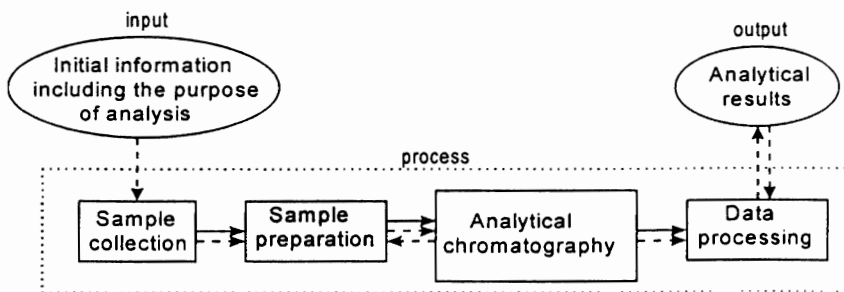 input
Initial information
including the purpose
of analysis
output
Analytical
results
process
Sample
collection
Sample
preparation
Analytical
chromatography
Data
processing